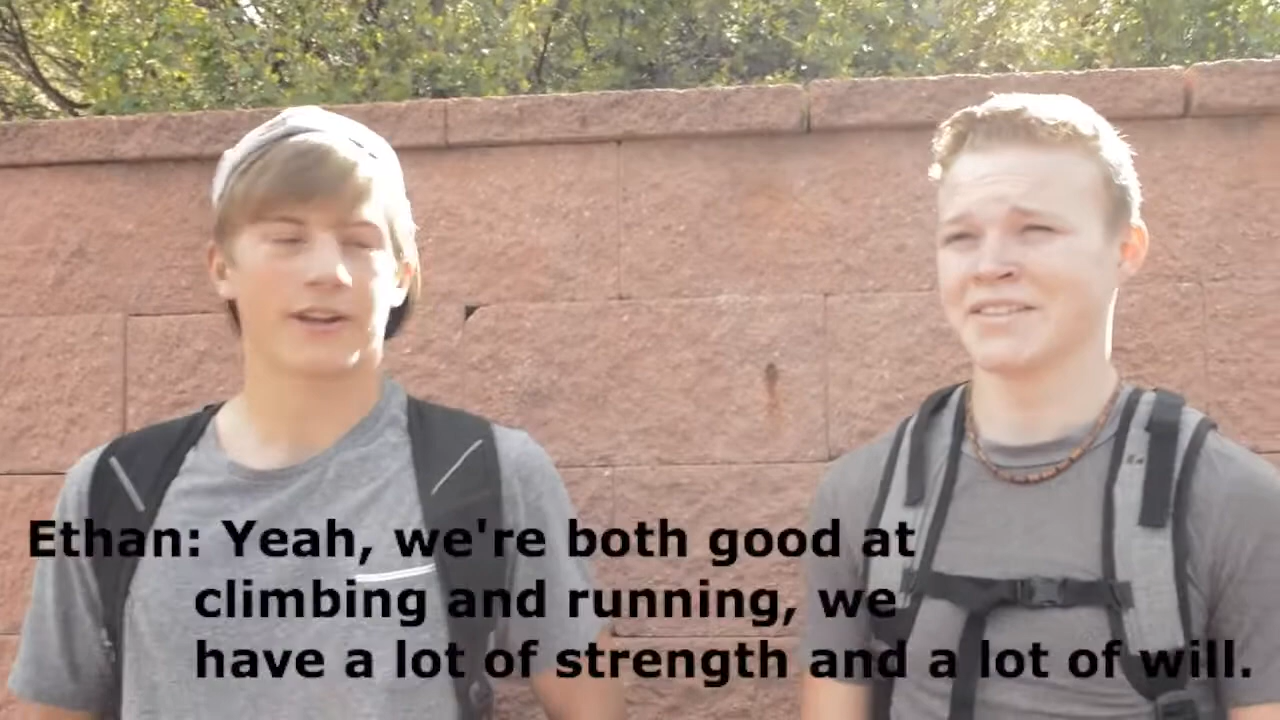 Ethan: Yeah, we're both good at
climbing and running, we
have a lot of strength and a lot of will.